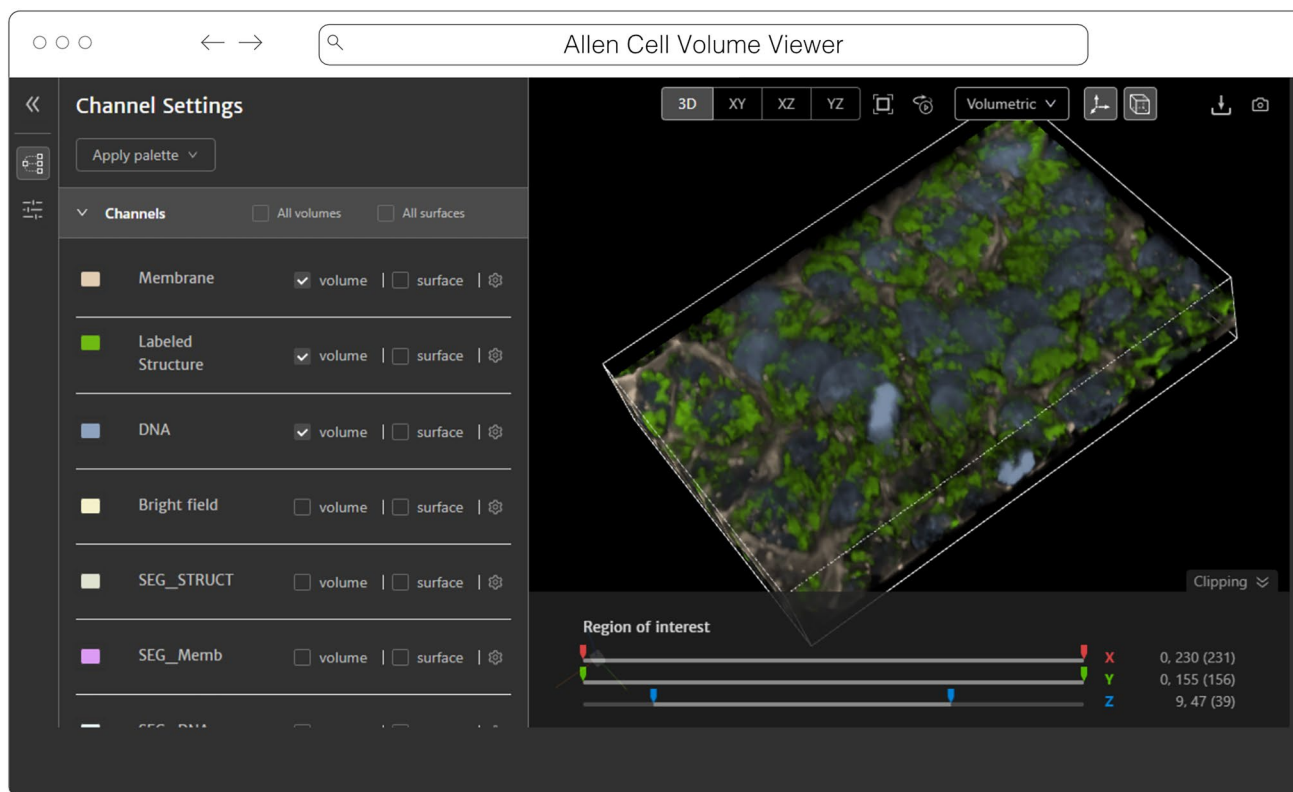 Allen Cell Volume Viewer
Channel Settings
Apply palette
Channels All volumes All surfaces
Membrane volume | surface |
Labeled
Structure volume | surface |
DNA volume | surface |
Bright field volume | surface |
SEG_STRUCT volume | surface |
SEG_Memb volume | surface |
SEG_DNA
3D XY XZ YZ Volumetric
Clipping
Region of interest
X 0, 230 (231)
Y 0, 155 (156)
Z 9, 47 (39)